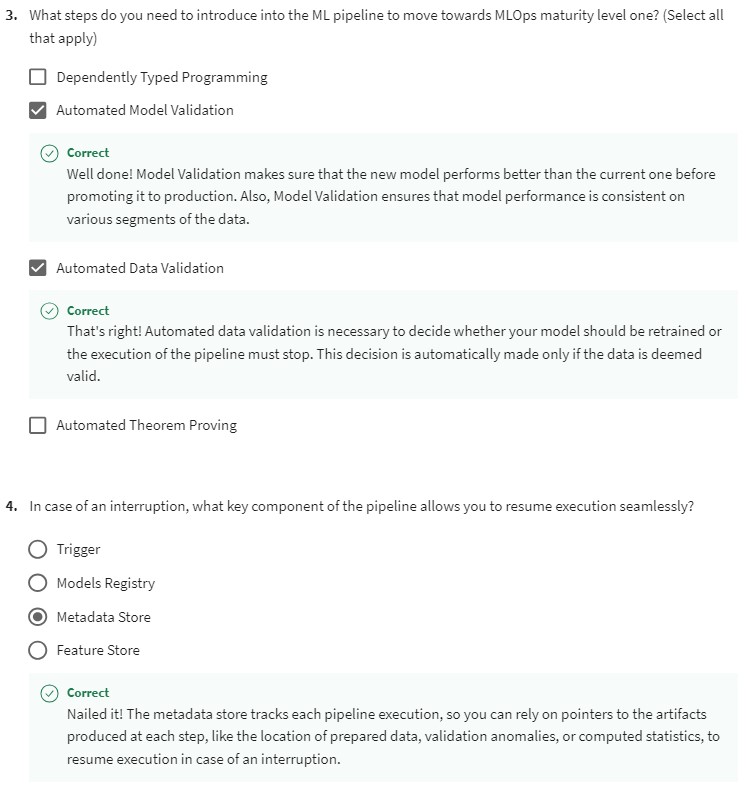 3. What steps do you need to introduce into the ML pipeline to move towards MLOps maturity level one? (Select all
that apply)
Dependently Typed Programming
Automated Model Validation
Correct
Well done! Model Validation makes sure that the new model performs better than the current one before
promoting it to production. Also, Model Validation ensures that model performance is consistent on
various segments of the data.
Automated Data Validation
Correct
That's right! Automated data validation is necessary to decide whether your model should be retrained or
the execution of the pipeline must stop. This decision is automatically made only if the data is deemed
valid.
Automated Theorem Proving
4. In case of an interruption, what key component of the pipeline allows you to resume execution seamlessly?
Trigger
Models Registry
Metadata Store
Feature Store
Correct
Nailed it! The metadata store tracks each pipeline execution, so you can rely on pointers to the artifacts
produced at each step, like the location of prepared data, validation anomalies, or computed statistics, to
resume execution in case of an interruption.